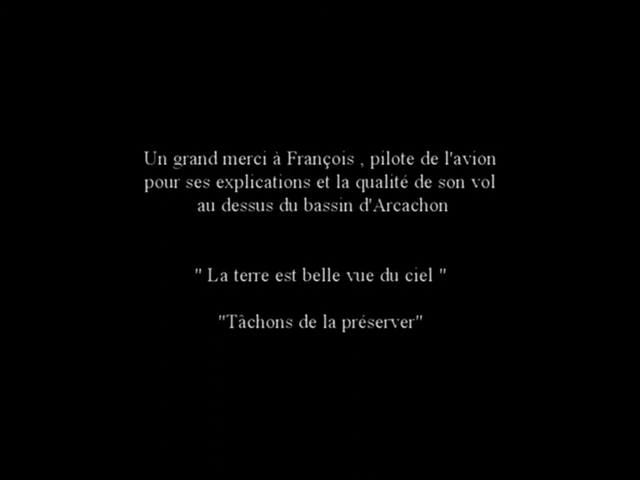 Un grand merci à François , pilote de l'avion
pour ses explications et la qualité de son vol
au dessus du bassin d'Arcachon
" La terre est belle vue du ciel "
"Tâchons de la préserver"